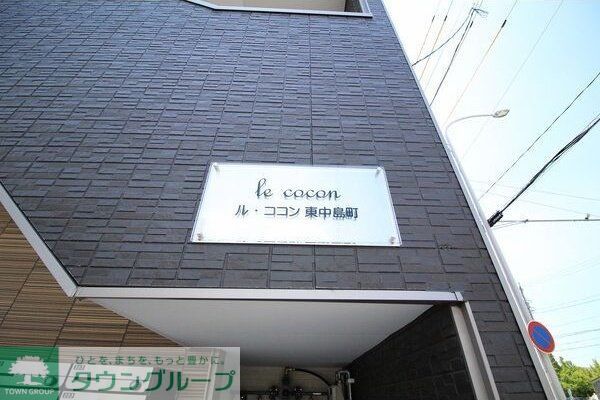 le cocon
ル・ココン 東中島町
ひとを、まちを、もっと豊かに。
タウングループ
TOWN GROUP